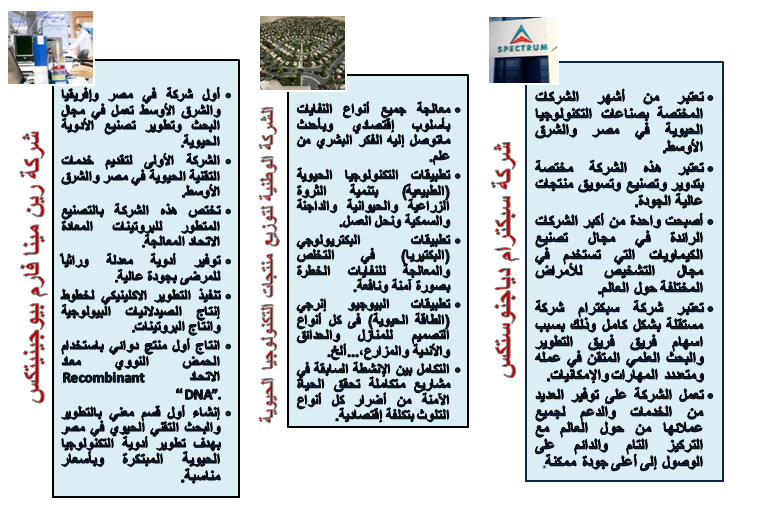 SPECTRUM
شركة سبكترام دياجنوستكس
• تعتبر من أشهر الشركات
المختصة بصناعات التكنولوجيا
الحيوية في مصر والشرق
الأوسط.
• تعتبر هذه الشركة مختصة
بتدوير وتصنيع وتسويق منتجات
عالية الجودة.
• أصبحت واحدة من أكبر الشركات
الرائدة في مجال تصنيع
الكيماويات التي تستخدم في
مجال التشخيص للأمراض
المختلفة حول العالم.
• تعتبر شركة سبكترام شركة
مستقلة بشكل كامل وذلك بسبب
اسهام فريق فريق التطوير
والبحث العلمي المتقن في عمله
ومتعدد المهارات والإمكانيات.
• تعمل الشركة على توفير العديد
من الخدمات والدعم لجميع
عملائها من حول العالم مع
التركيز التام والدائم على
الوصول إلى أعلى جودة ممكنة.
الشركة الوطنية لتوزيع منتجات التكنولوجيا الحيوية
• معالجة جميع أنواع النفايات
بأسلوب إقتصادي وبأحدث
ماتوصل إليه الفكر البشري من
علم.
• تطبيقات التكنولوجيا الحيوية
(الطبيعية) بتنمية الثروة
الزراعية والحيوانية والداجنة
والسمكية ونحل العسل.
• تطبيقات البكتريولوجي
(البكتيريا) في التخلص
والمعالجة للنفايات الخطرة
بصورة آمنة ونافعة.
• تطبيقات البيوجيو إنرجي
(الطاقة الحيوية) فى كل أنواع
التصميم للمنازل والحدائق
والأندية والمزارع،...ألخ.
• التكامل بين الإنشطة السابقة في
مشاريع متكاملة تحقق الحياة
الآمنة من أضرار كل أنواع
التلوث بتكلفة إقتصادية.
شركة رين مينا فارم بيوجينيتكس
• أول شركة في مصر وإفريقيا
والشرق الأوسط تعمل في مجال
البحث وتطوير تصنيع الأدوية
الحيوية.
• الشركة الأولى لتقديم خدمات
التقنية الحيوية في مصر والشرق
الأوسط.
• تختص هذه الشركة بالتصنيع
المتطور للبروتينات المعادة
الاتحاد المعالجة.
• توفير أدوية معدلة وراثيا
للمرضى بجودة عالية.
• تنفيذ التطوير الاكلينيكي لخطوط
إنتاج الصيدلانيات البيولوجية
وإنتاج البروتينات.
• انتاج أول منتج دوائي باستخدام
الحمض النووي معاد
الاتحاد Recombinant
“DNA”.
• إنشاء أول قسم معني بالتطوير
والبحث التقني الحيوي في مصر
بهدف تطوير أدوية التكنولوجيا
الحيوية المبتكرة وبأسعار
مناسبة.